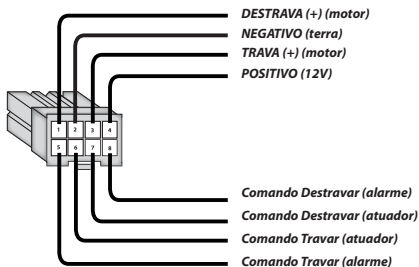 DESTRAVA (+) (motor)
NEGATIVO (terra)
TRAVA (+) (motor)
POSITIVO (12V)
1 2 3 4
5 6 7 8
Comando Destravar (alarme)
Comando Destravar (atuador)
Comando Travar (atuador)
Comando Travar (alarme)